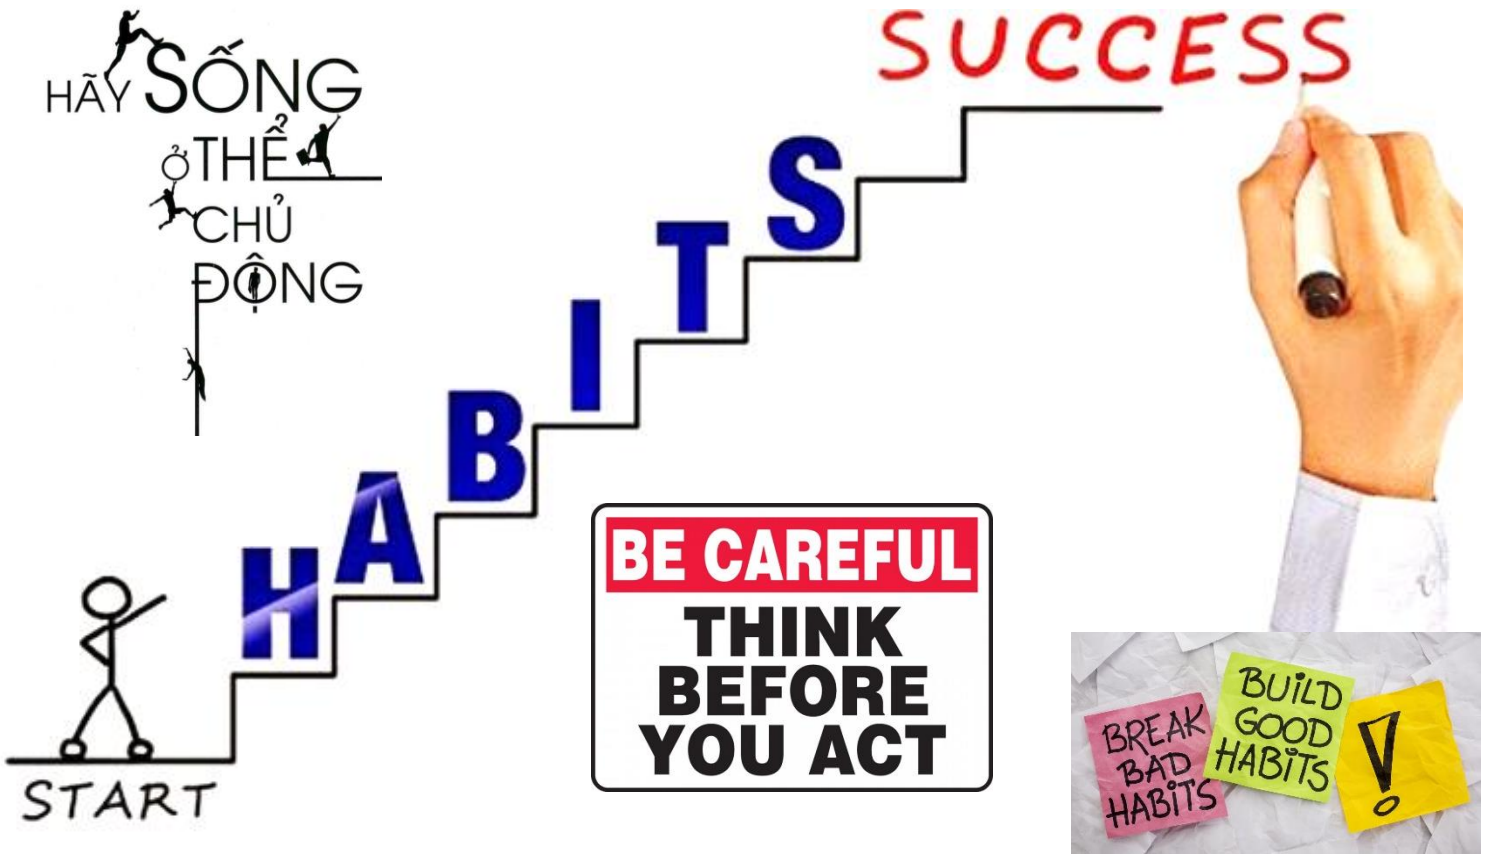 HÃY SỐNG
Ở THỂ
CHỦ
ĐỘNG
SUCCESS
HABITS
START
BE CAREFUL
THINK
BEFORE
YOU ACT
BREAK
BAD
HABITS
BUILD
GOOD
HABITS
!